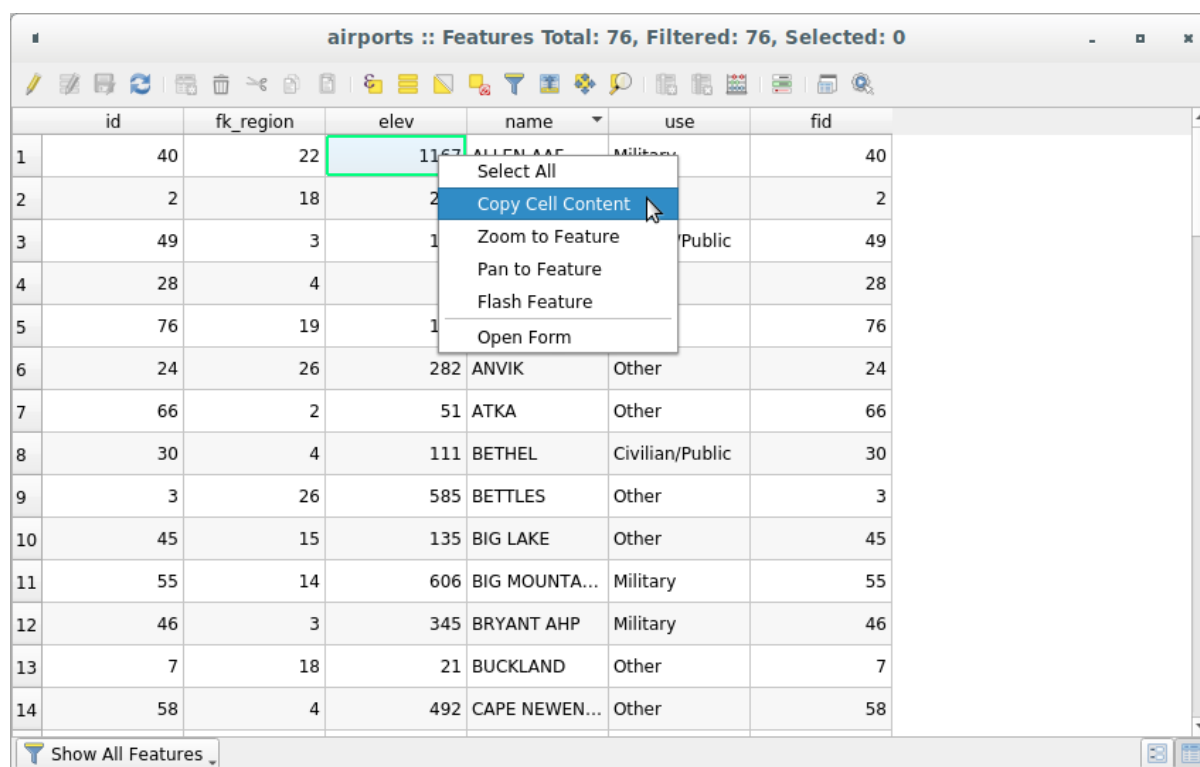 airports :: Features Total: 76, Filtered: 76, Selected: 0
id fk_region elev name use fid
1 40 22 1167 ALLEN AAF Military 40
Select All
2 2 18 2
Copy Cell Content
3 49 3 1 /Public 49
Zoom to Feature
4 28 4 28
Pan to Feature
Flash Feature
5 76 19 1 76
Open Form
6 24 26 282 ANVIK Other 24
7 66 2 51 ATKA Other 66
8 30 4 111 BETHEL Civilian/Public 30
9 3 26 585 BETTLES Other 3
10 45 15 135 BIG LAKE Other 45
11 55 14 606 BIG MOUNTA... Military 55
12 46 3 345 BRYANT AHP Military 46
13 7 18 21 BUCKLAND Other 7
14 58 4 492 CAPE NEWEN... Other 58
Show All Features